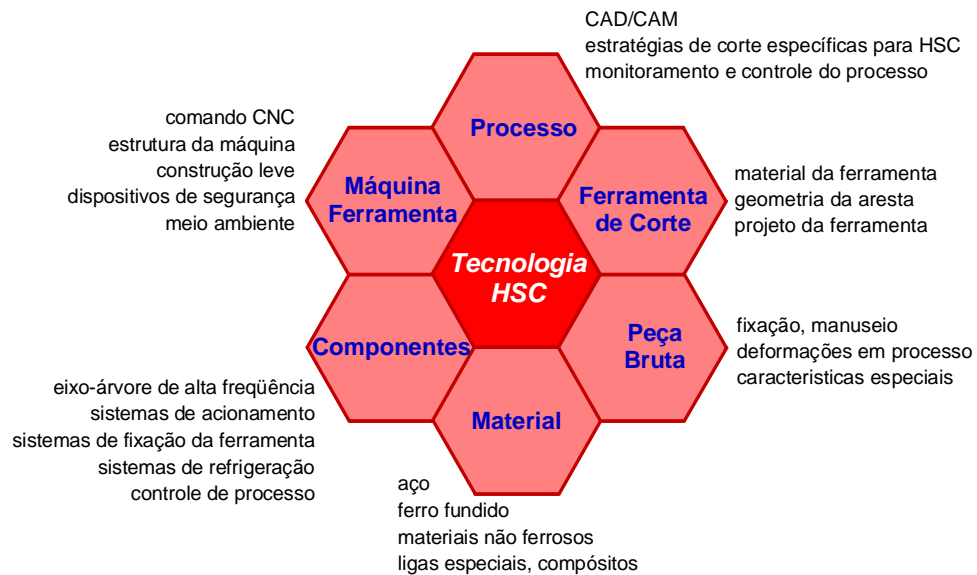 CAD/CAM
estratégias de corte específicas para HSC
monitoramento e controle do processo
Processo
comando CNC
estrutura da máquina
construção leve
dispositivos de segurança
meio ambiente
Máquina
Ferramenta
Ferramenta
de Corte
material da ferramenta
geometria da aresta
projeto da ferramenta
Tecnologia
HSC
Componentes
eixo-árvore de alta freqüência
sistemas de acionamento
sistemas de fixação da ferramenta
sistemas de refrigeração
controle de processo
Peça
Bruta
fixação, manuseio
deformações em processo
caracteristicas especiais
Material
aço
ferro fundido
materiais não ferrosos
ligas especiais, compósitos